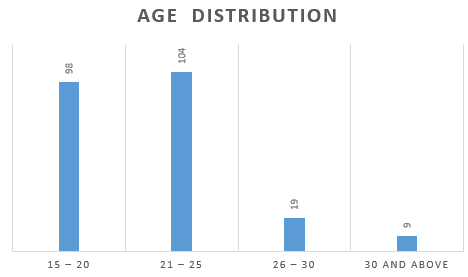 AGE DISTRIBUTION
98
104
19
9
15 – 20
21 – 25
26 – 30
30 AND ABOVE